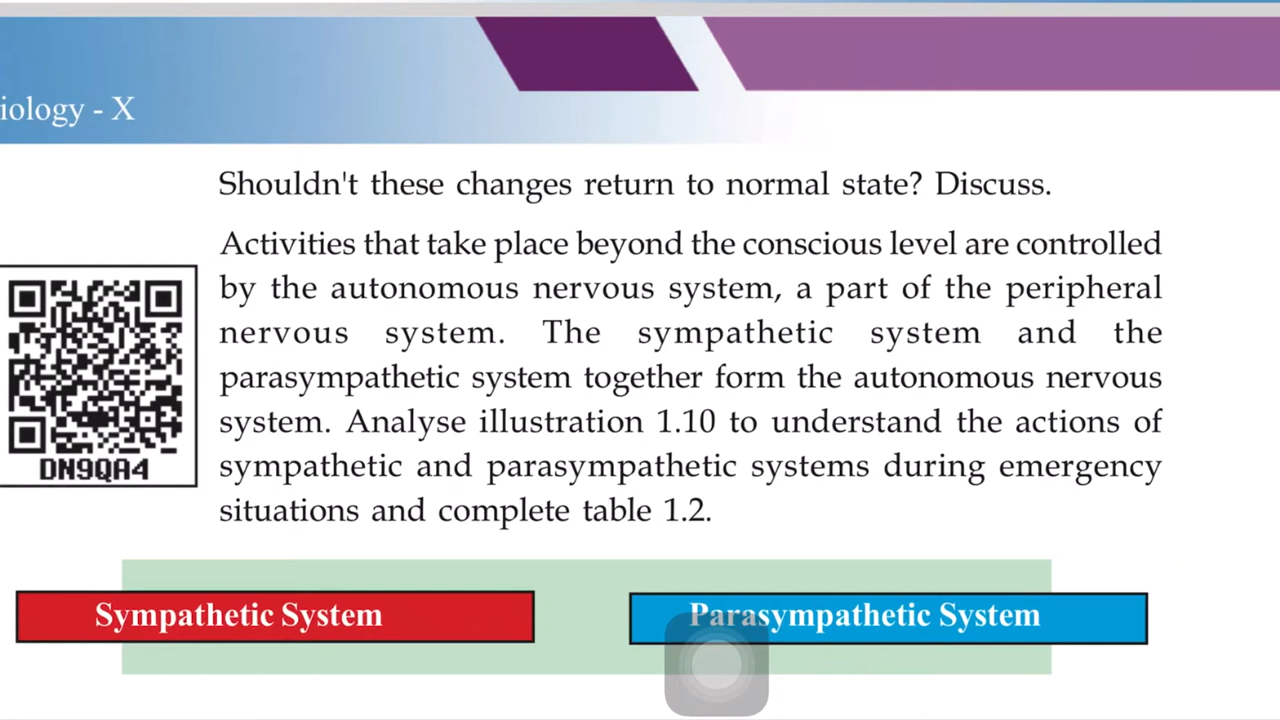 iology - X
Shouldn't these changes return to normal state? Discuss.
Activities that take place beyond the conscious level are controlled
by the autonomous nervous system, a part of the peripheral
nervous system. The sympathetic system and the
parasympathetic system together form the autonomous nervous
system. Analyse illustration 1.10 to understand the actions of
sympathetic and parasympathetic systems during emergency
situations and complete table 1.2.
DN9QA4
Sympathetic System
Parasympathetic System